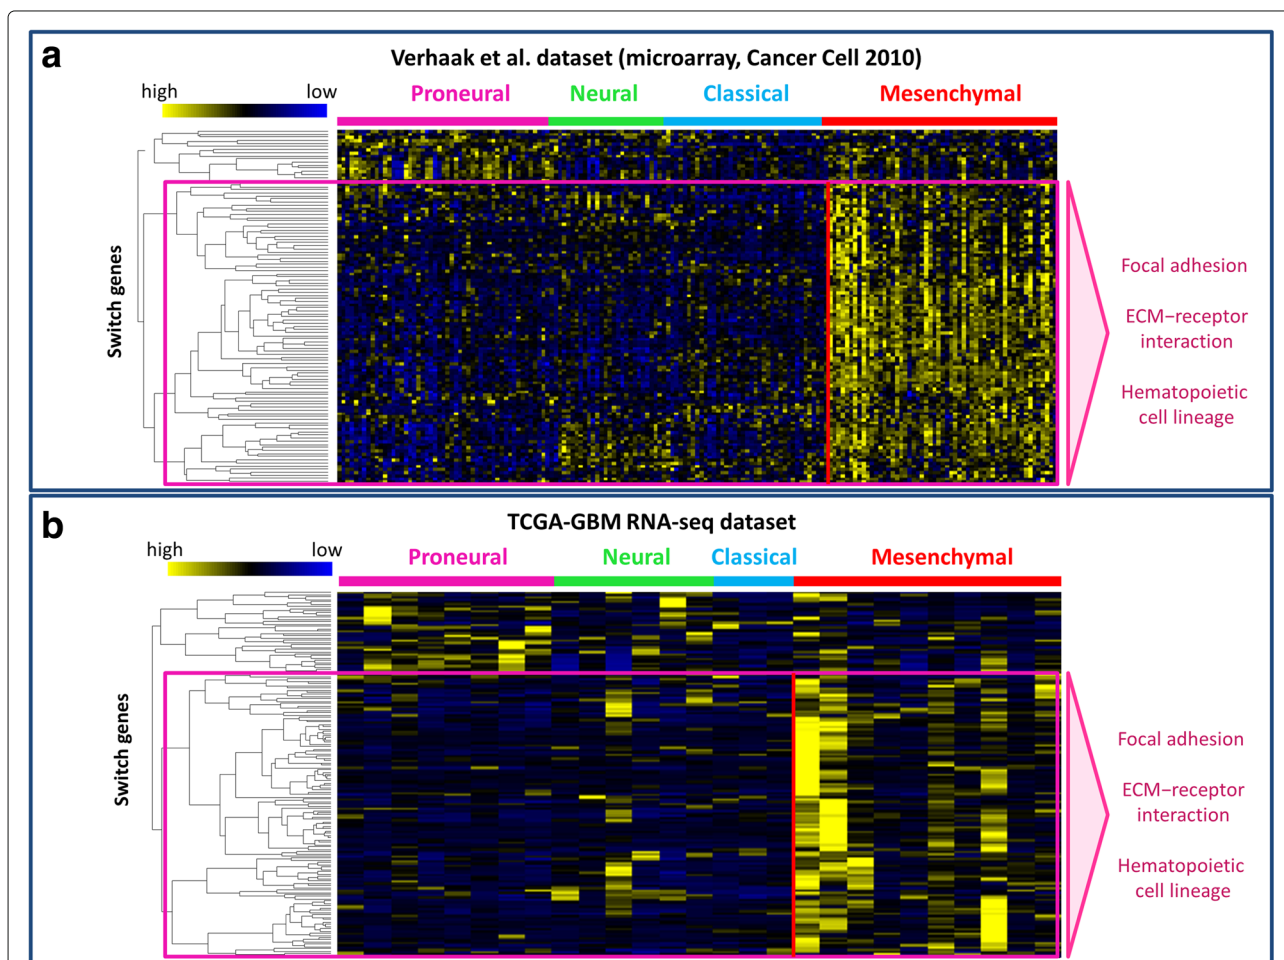 a
Verhaak et al. dataset (microarray, Cancer Cell 2010)
high low
Proneural Neural Classical Mesenchymal
Switch genes
Focal adhesion
ECM−receptor
interaction
Hematopoietic
cell lineage
b
TCGA-GBM RNA-seq dataset
high low
Proneural Neural Classical Mesenchymal
Switch genes
Focal adhesion
ECM−receptor
interaction
Hematopoietic
cell lineage